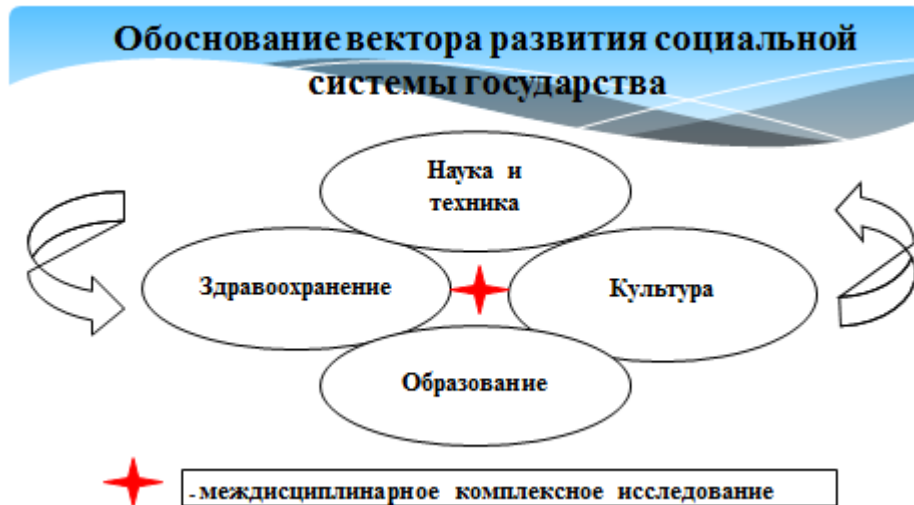 Обоснование вектора развития социальной
системы государства
Наука и
техника
Здравоохранение
Культура
Образование
- междисциплинарное комплексное исследование